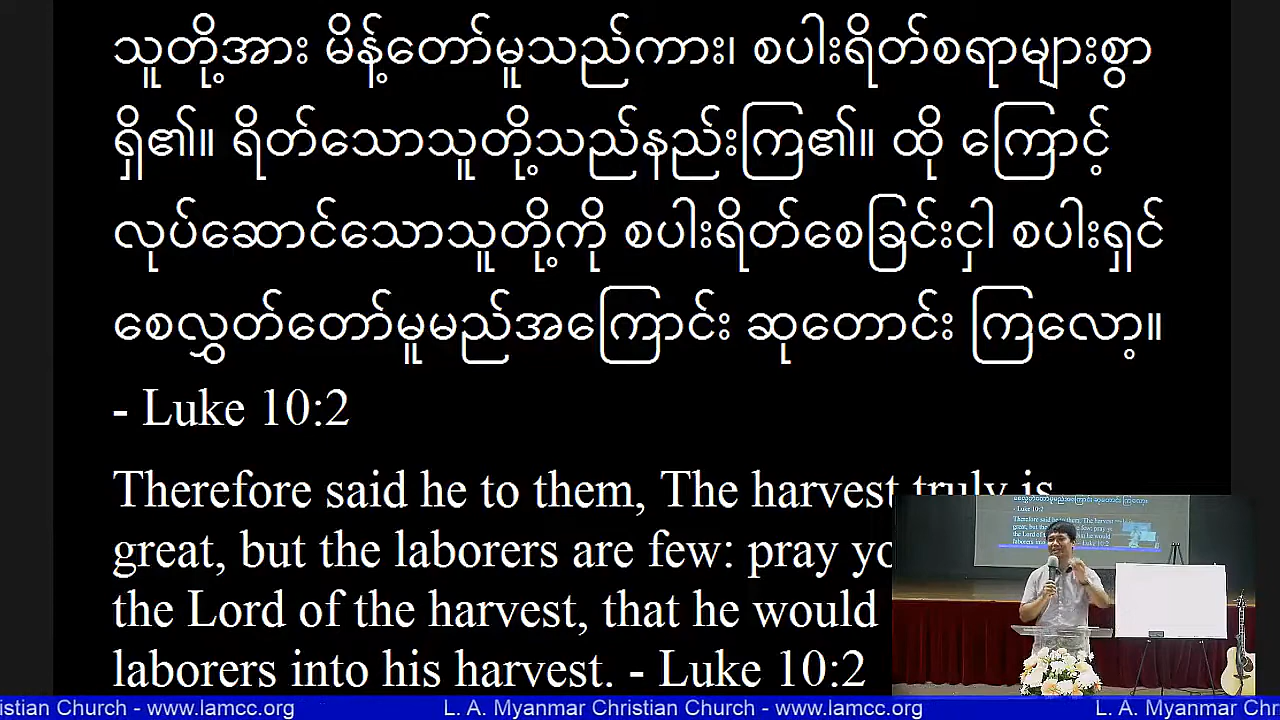 သူတို့အား မိန့်တော်မူသည်ကား၊ စပါးရိတ်စရာများစွာ
ရှိ၏။ ရိတ်သောသူတို့သည်နည်းကြ၏။ ထို ကြောင့်
လုပ်ဆောင်သောသူတို့ကို စပါးရိတ်စေခြင်းငှါ စပါးရှင်
စေလွှတ်တော်မူမည်အကြောင်း ဆုတောင်း ကြလော့။
- Luke 10:2
Therefore said he to them, The harvest truly is
great, but the laborers are few: pray yo
the Lord of the harvest, that he would
laborers into his harvest. - Luke 10:2
istian Church - www.lamcc.org L. A. Myanmar Christian Church - www.lamcc.org L. A. Myanmar Chr